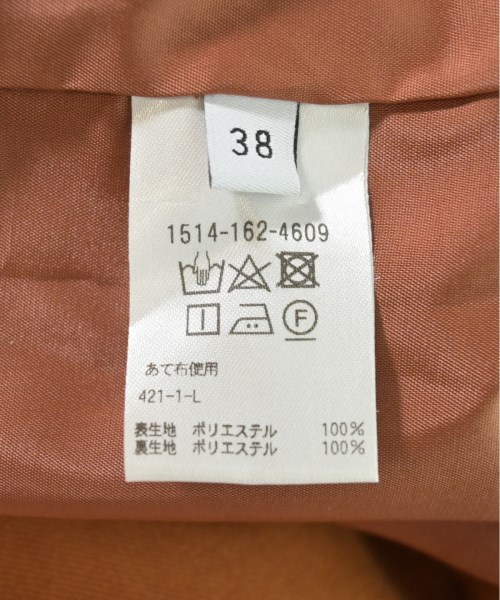 38
1514-162-4609
F
あて布使用
421-1-L
表生地 ポリエステル 100%
裏生地 ポリエステル 100%